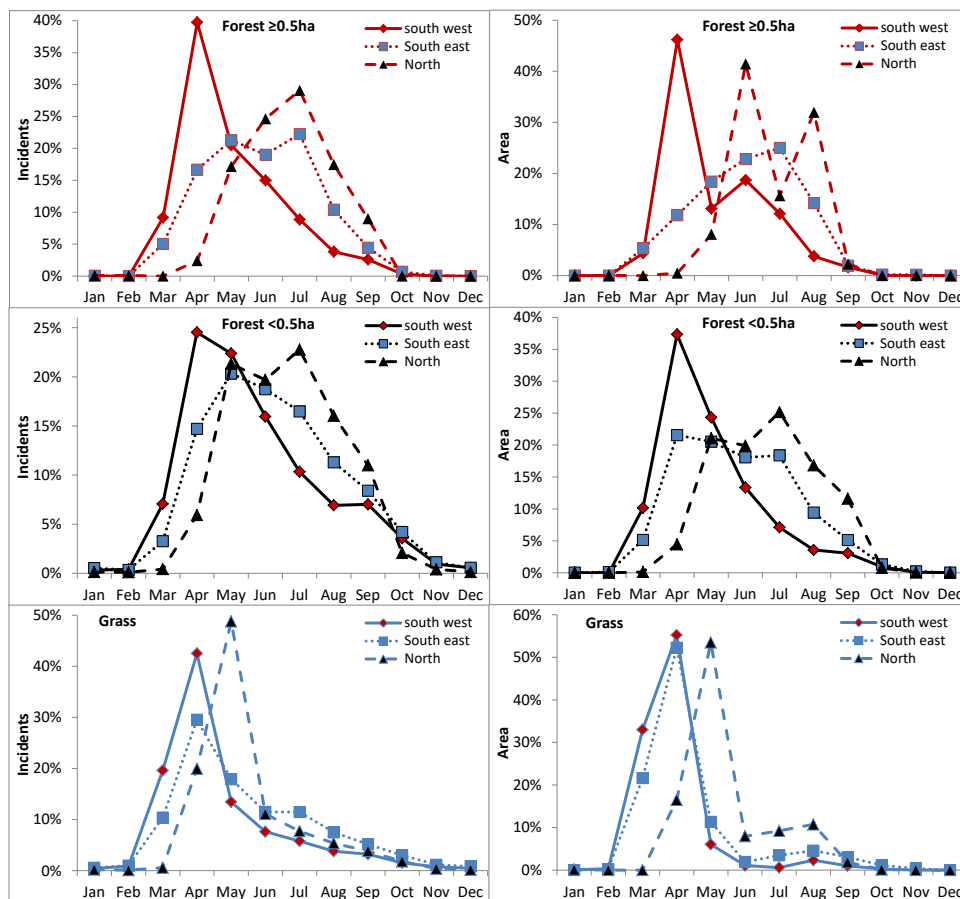 Forest ≥0.5ha
south west
South east
North
Incidents
40%
35%
30%
25%
20%
15%
10%
5%
0%
Jan Feb Mar Apr May Jun Jul Aug Sep Oct Nov Dec
Forest ≥0.5ha
south west
South east
North
Area
50%
40%
30%
20%
10%
0%
Jan Feb Mar Apr May Jun Jul Aug Sep Oct Nov Dec
Forest <0.5ha
south west
South east
North
Incidents
25%
20%
15%
10%
5%
0%
Jan Feb Mar Apr May Jun Jul Aug Sep Oct Nov Dec
Forest <0.5ha
south west
South east
North
Area
40%
35%
30%
25%
20%
15%
10%
5%
0%
Jan Feb Mar Apr May Jun Jul Aug Sep Oct Nov Dec
Grass
south west
South east
North
Incidents
50%
40%
30%
20%
10%
0%
Jan Feb Mar Apr May Jun Jul Aug Sep Oct Nov Dec
Grass
south west
South east
North
Area
60%
50%
40%
30%
20%
10%
0%
Jan Feb Mar Apr May Jun Jul Aug Sep Oct Nov Dec